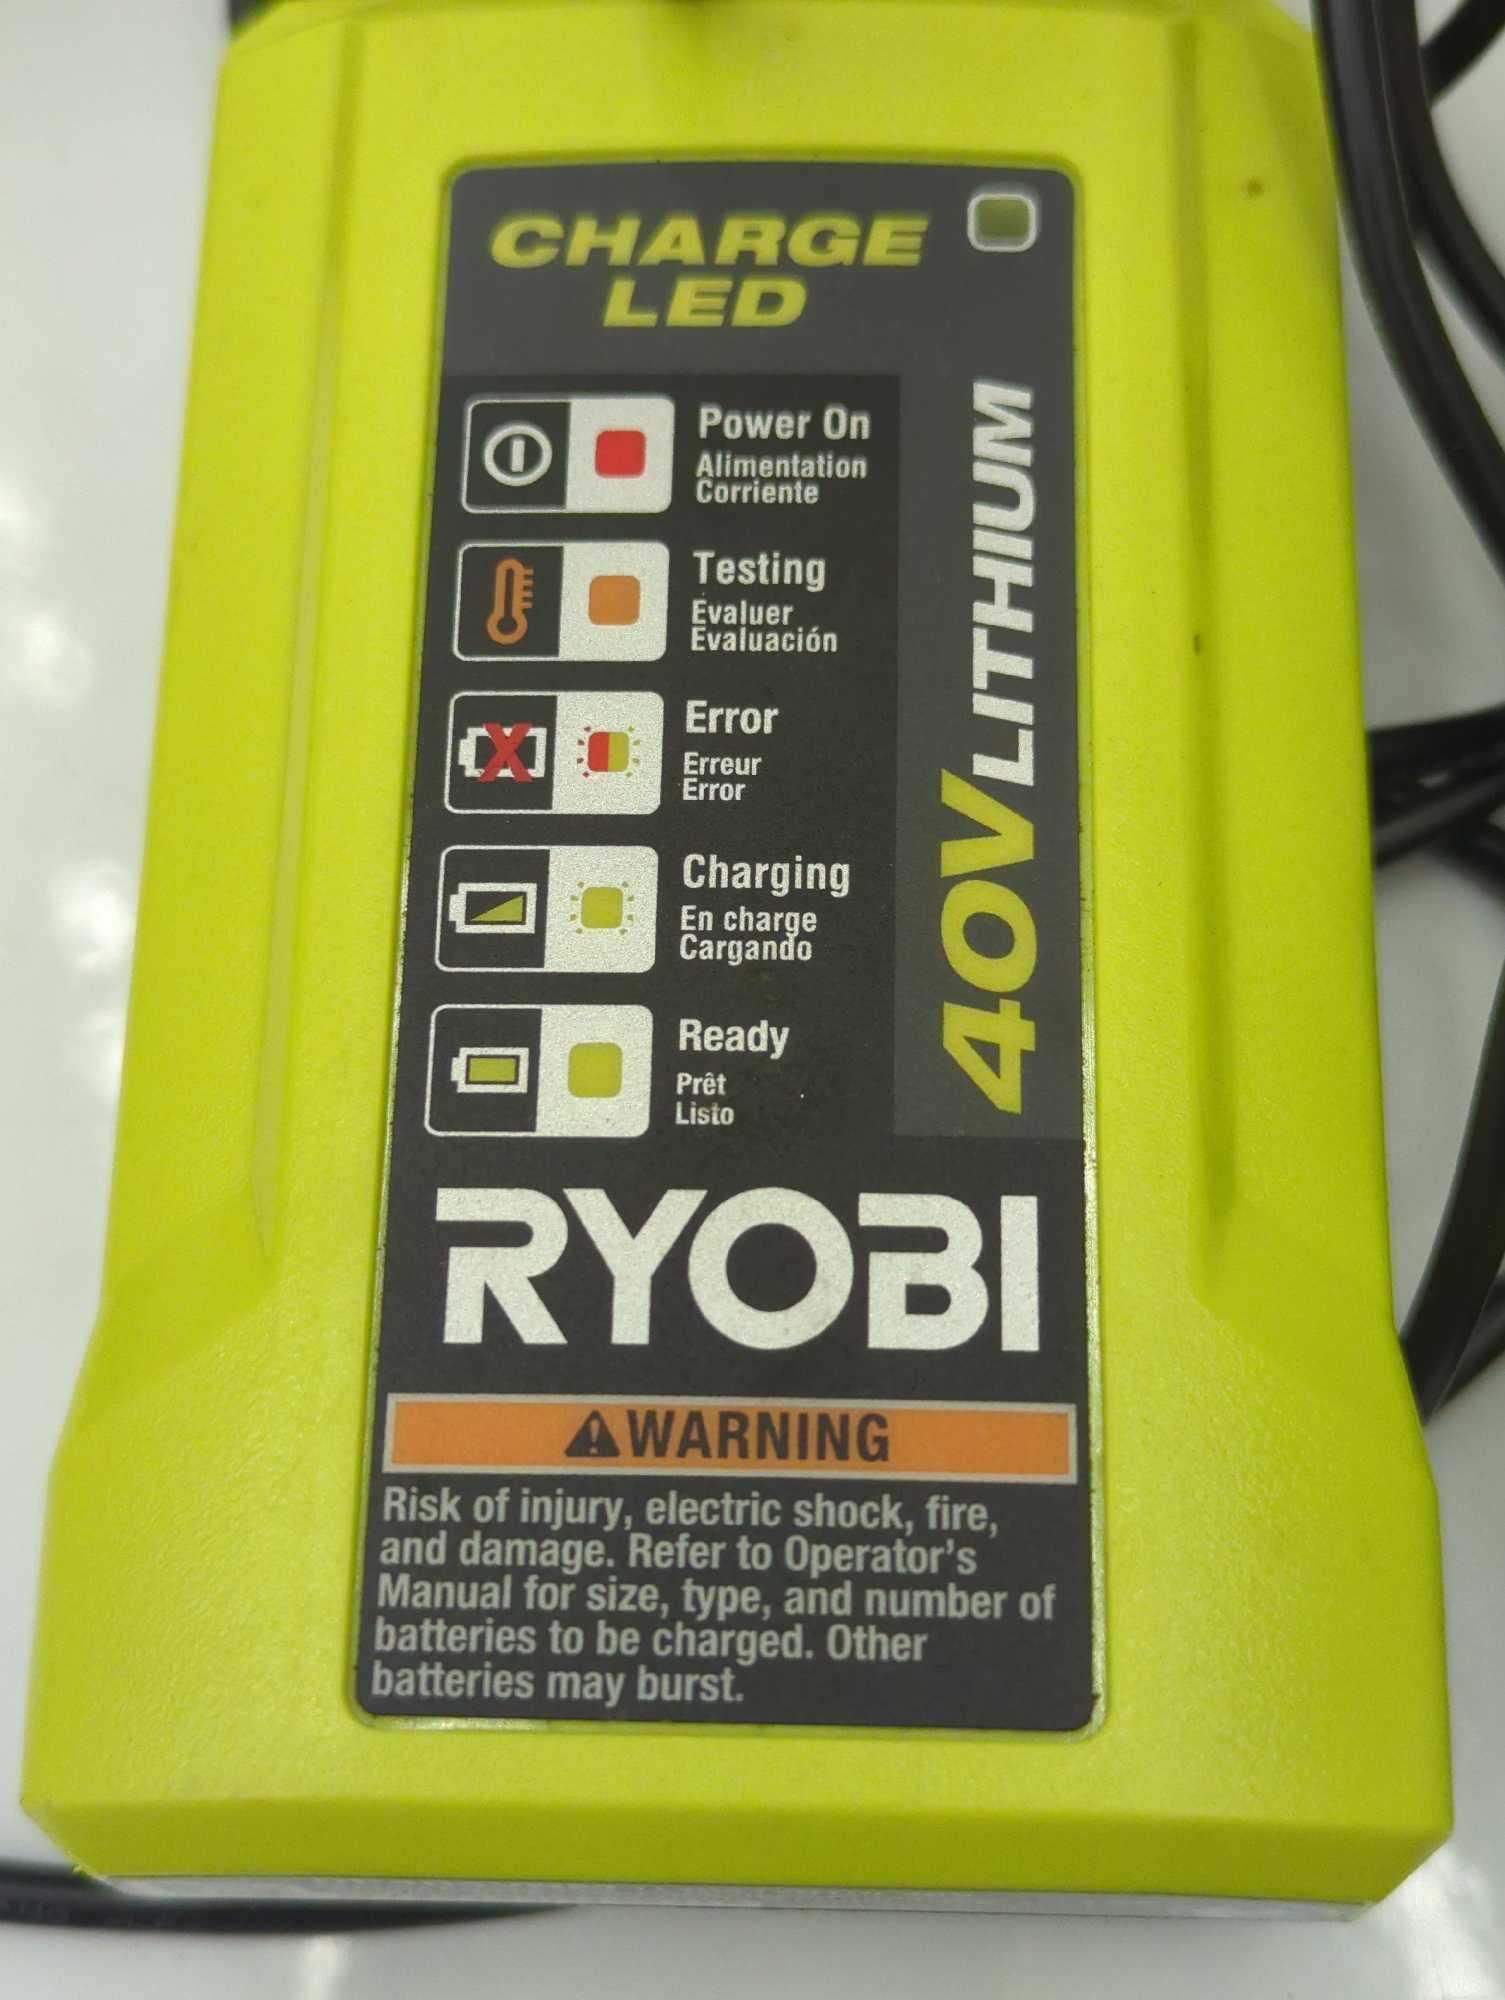 CHARGE
LED
Power On
Alimentation
Corriente
Testing
Evaluer
Evaluación
Error
Erreur
Error
Charging
En charge
Cargando
Ready
Prêt
Listo
40V LITHIUM
RYOBI
WARNING
Risk of injury, electric shock, fire,
and damage. Refer to Operator's
Manual for size, type, and number of
batteries to be charged. Other
batteries may burst.